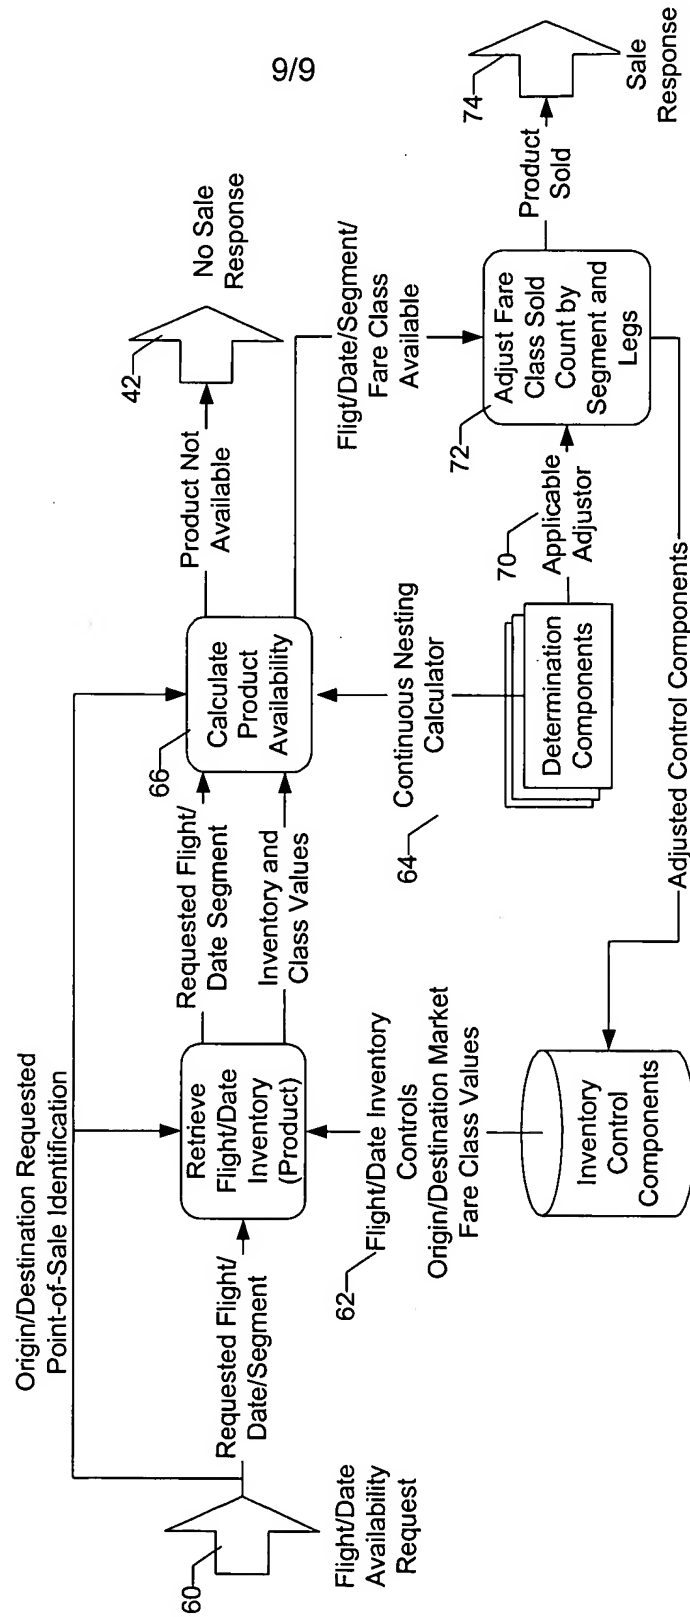 9/9
Origin/Destination Requested
Point-of-Sale Identification
60
Flight/Date
Availability
Request
Requested Flight/
Date/Segment
Retrieve
Flight/Date
Inventory
(Product)
Requested Flight/
Date Segment
Inventory and
Class Values
66
Calculate
Product
Availability
Product Not
Available
42
No Sale
Response
62
Flight/Date Inventory
Controls
Origin/Destination Market
Fare Class Values
Inventory
Control
Components
64
Continuous Nesting
Calculator
Determination
Components
70
Applicable
Adjustor
Fligt/Date/Segment/
Fare Class
Available
72
Adjust Fare
Class Sold
Count by
Segment and
Legs
Product
Sold
74
Sale
Response
Adjusted Control Components